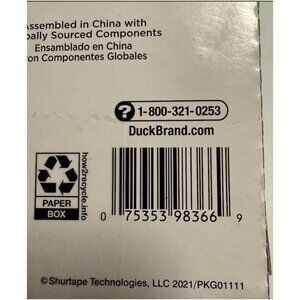 Assembled in China with
bally Sourced Components
Ensamblado en China
on Componentes Globales
? 1-800-321-0253
DuckBrand.com
how2recycle.info
PAPER
BOX
0 75353 98366 9
©Shurtape Technologies, LLC 2021/PKG01111